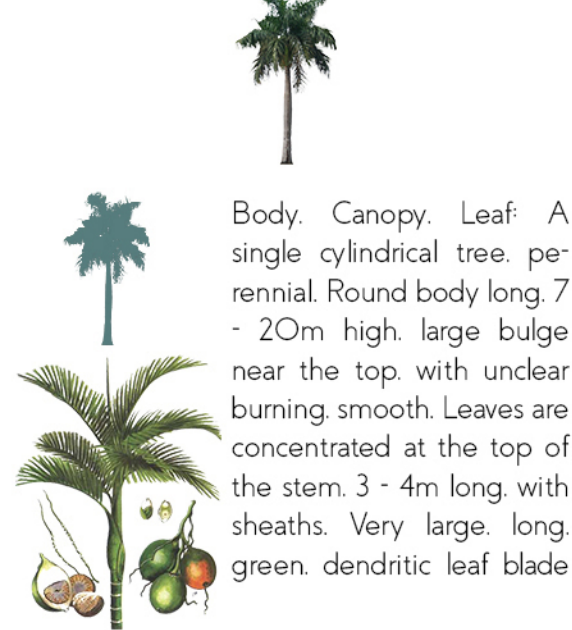 Body. Canopy. Leaf: A
single cylindrical tree. pe-
rennial. Round body long. 7
- 20m high. large bulge
near the top. with unclear
burning. smooth. Leaves are
concentrated at the top of
the stem. 3 - 4m long. with
sheaths. Very large. long.
green. dendritic leaf blade